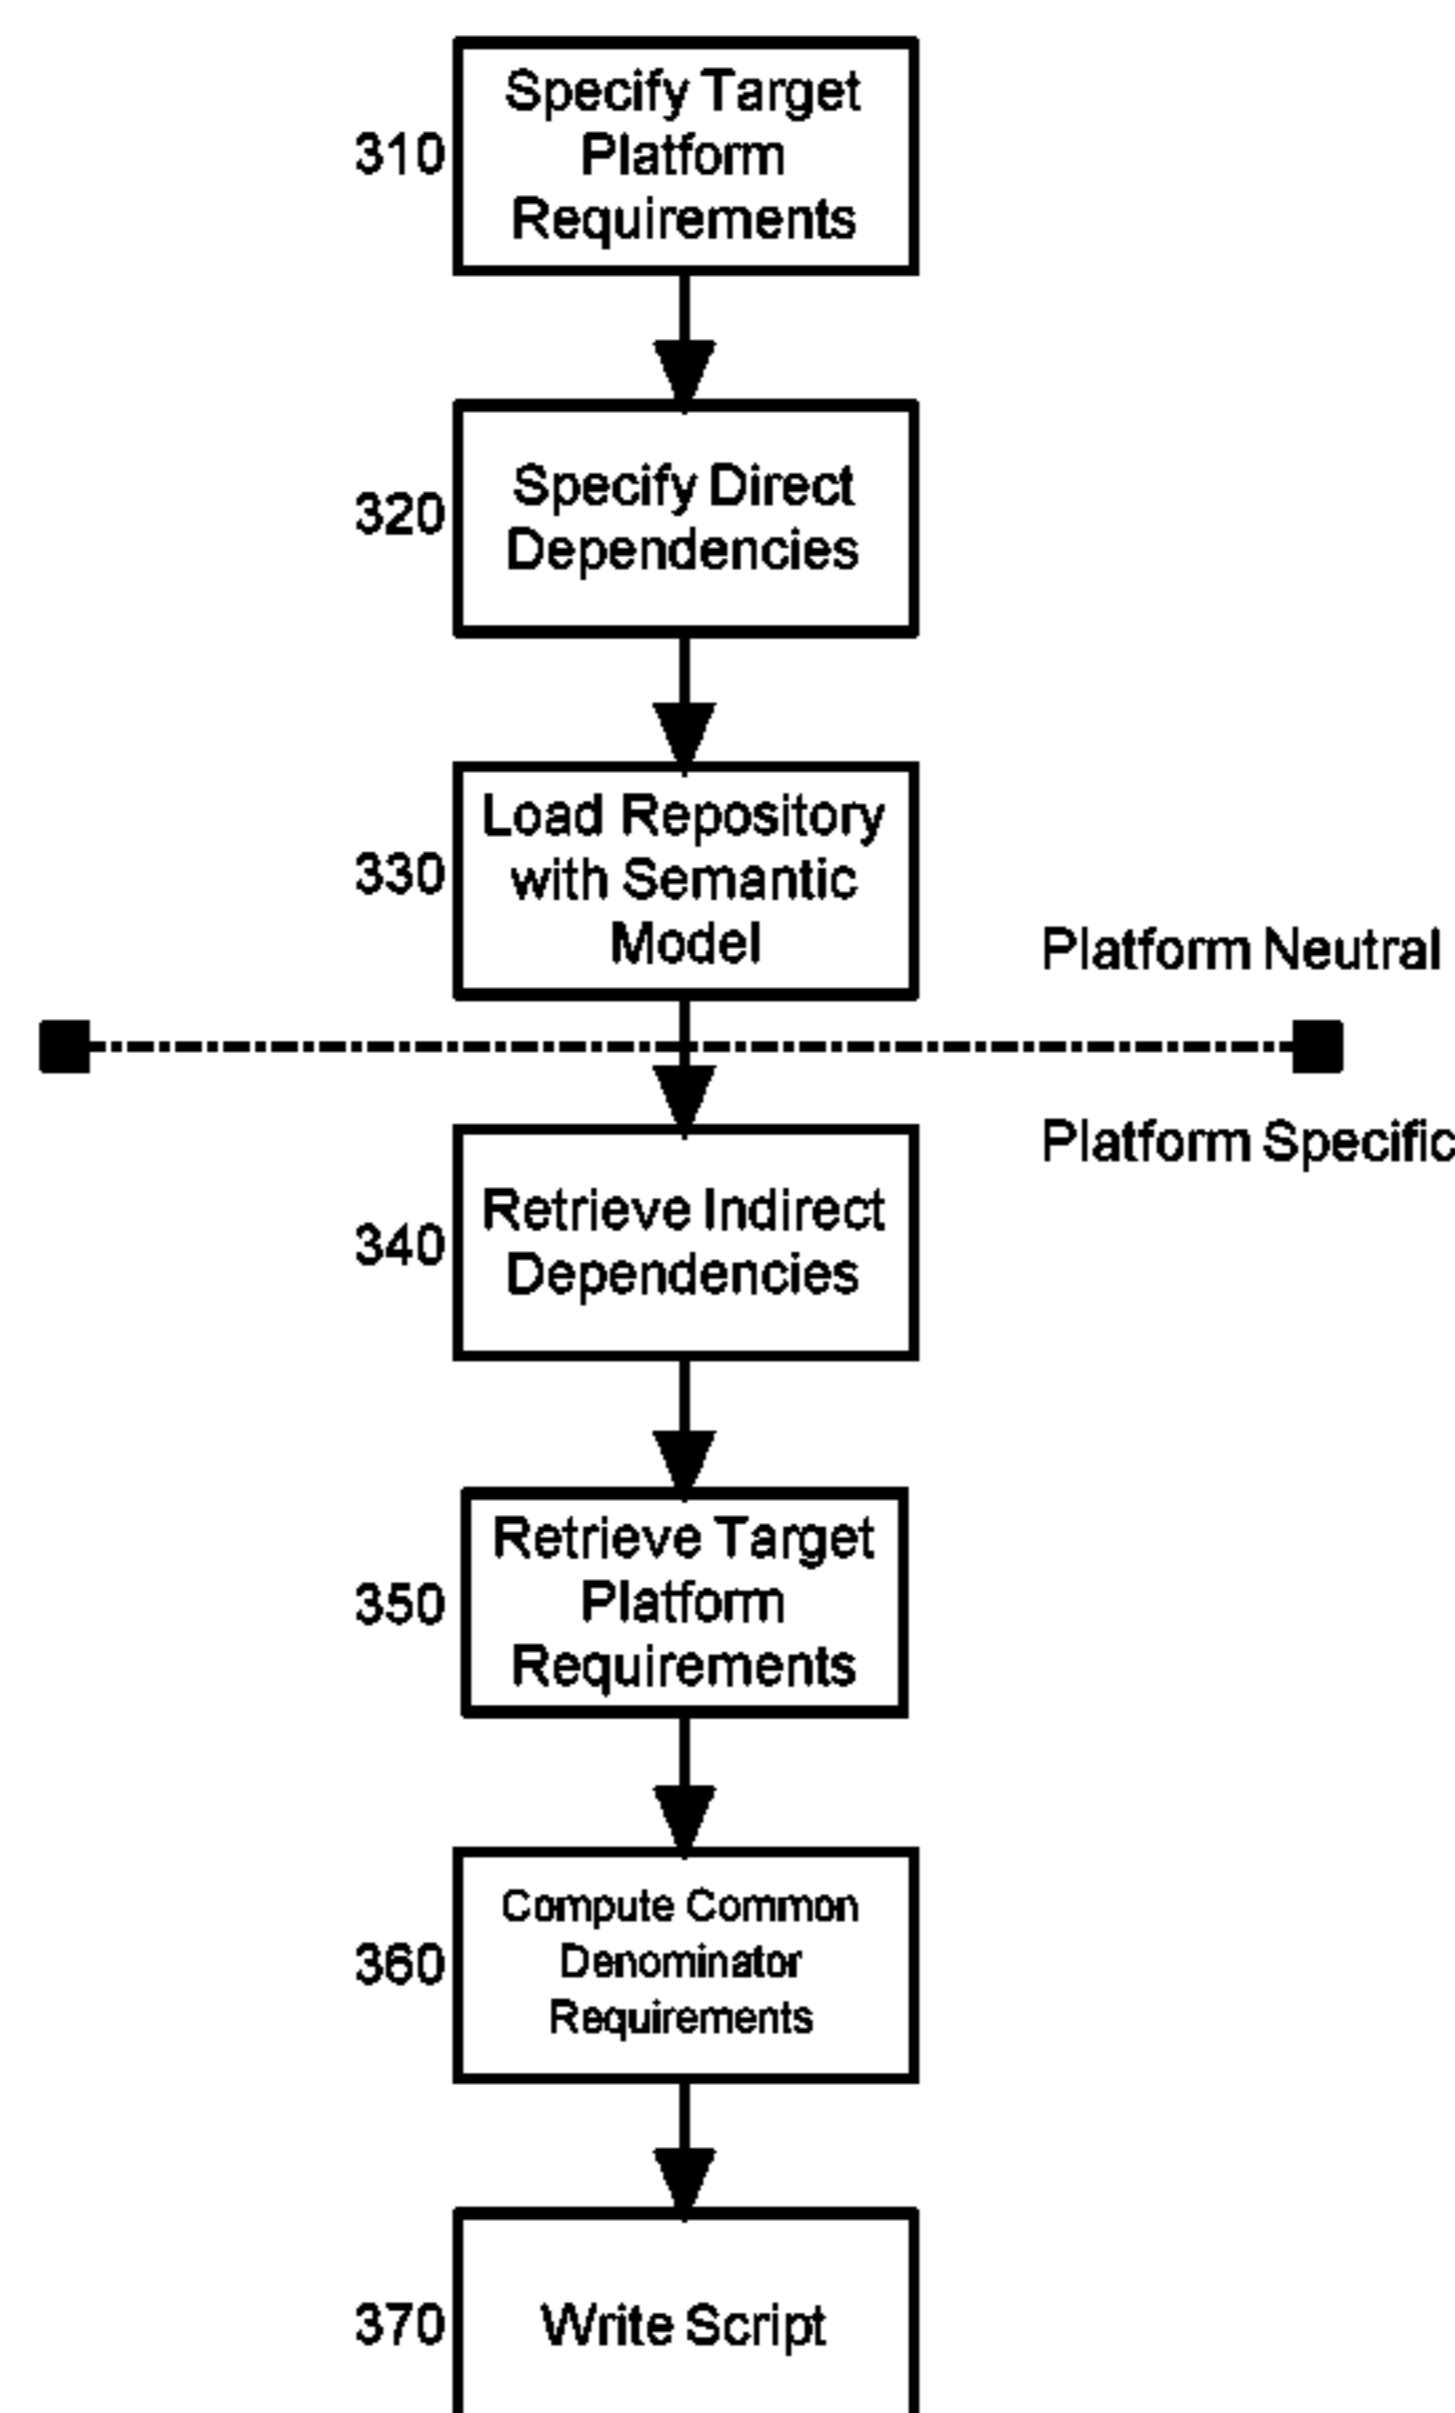 Specify Target
Platform
Requirements
310
Specify Direct
Dependencies
320
Load Repository
with Semantic
Model
330
Platform Neutral
Platform Specific
Retrieve Indirect
Dependencies
340
Retrieve Target
Platform
Requirements
350
Compute Common
Denominator
Requirements
360
Write Script
370